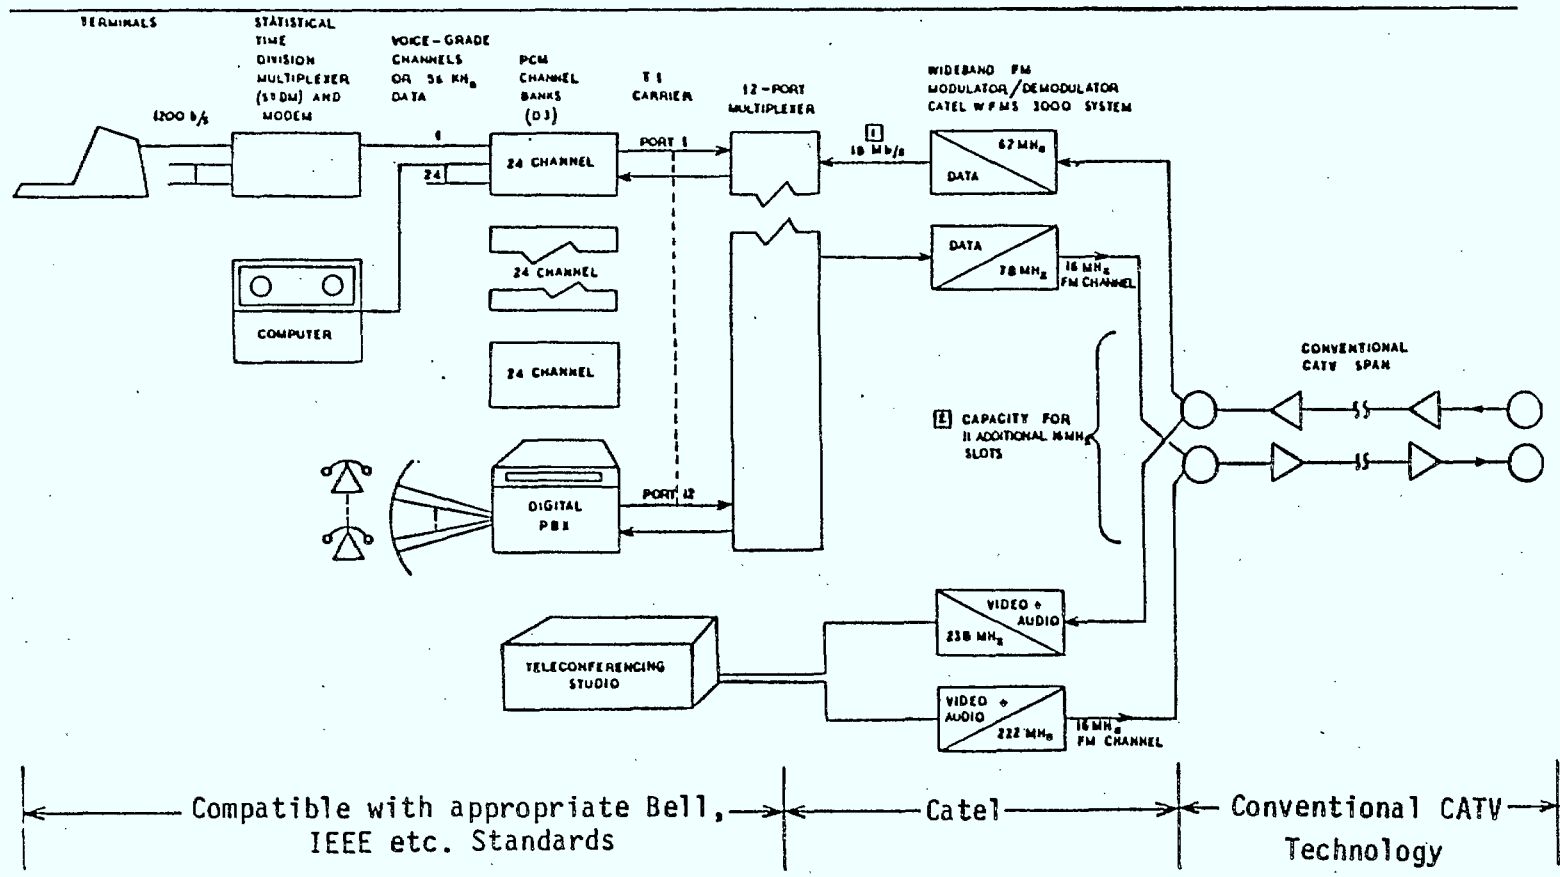 TERMINALS
STATISTICAL
TIME
DIVISION
MULTIPLEXER
(STDM) AND
MODEM
VOICE-GRADE
CHANNELS
OR 56 KHz
DATA
PCM
CHANNEL
BANKS
(D3)
T1
CARRIER
12-PORT
MULTIPLEXER
WIDEBAND FM
MODULATOR/DEMODULATOR
CATEL WFMS 3000 SYSTEM
1200 b/s
1
24
24 CHANNEL
PORT 1
1
18 Mb/s
62 MHz
DATA
DATA
78 MHz
16 MHz
FM CHANNEL
24 CHANNEL
COMPUTER
24 CHANNEL
CONVENTIONAL
CATV SPAN
2 CAPACITY FOR
11 ADDITIONAL 16 MHz
SLOTS
PORT 12
DIGITAL
PBX
VIDEO +
AUDIO
238 MHz
TELECONFERENCING
STUDIO
VIDEO +
AUDIO
222 MHz
16 MHz
FM CHANNEL
Compatible with appropriate Bell,
IEEE etc. Standards
Catel
Conventional CATV
Technology